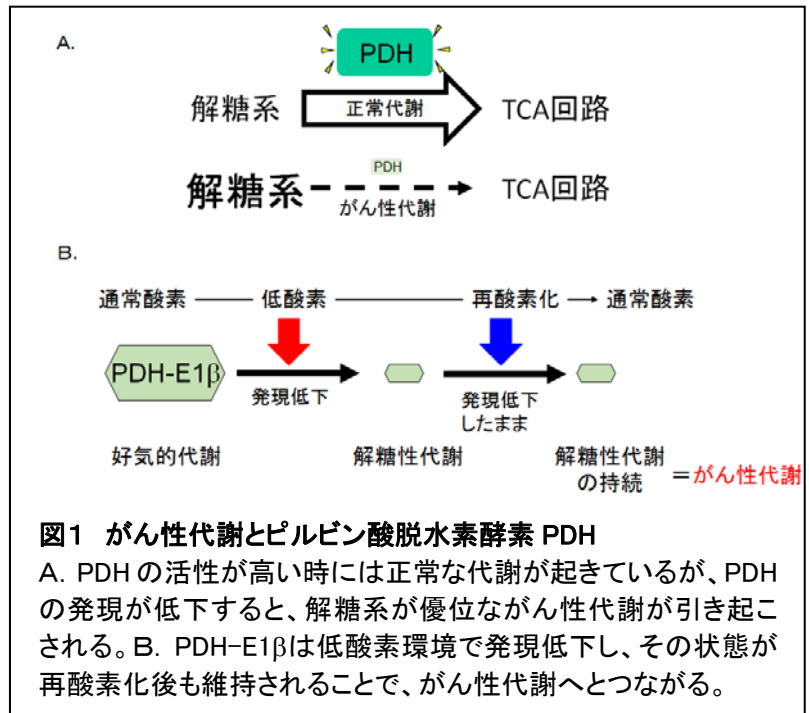 A.
PDH
解糖系 正常代謝 TCA回路
PDH
解糖系 がん性代謝 TCA回路
B.
通常酸素 低酸素 再酸素化 通常酸素
PDH-E1β
発現低下
発現低下
したまま
好気的代謝 解糖性代謝 解糖性代謝
の持続 =がん性代謝
図1 がん性代謝とピルビン酸脱水素酵素 PDH
A. PDH の活性が高い時には正常な代謝が起きているが、PDH
の発現が低下すると、解糖系が優位ながん性代謝が引き起こ
される。B. PDH-E1βは低酸素環境で発現低下し、その状態が
再酸素化後も維持されることで、がん性代謝へとつながる。